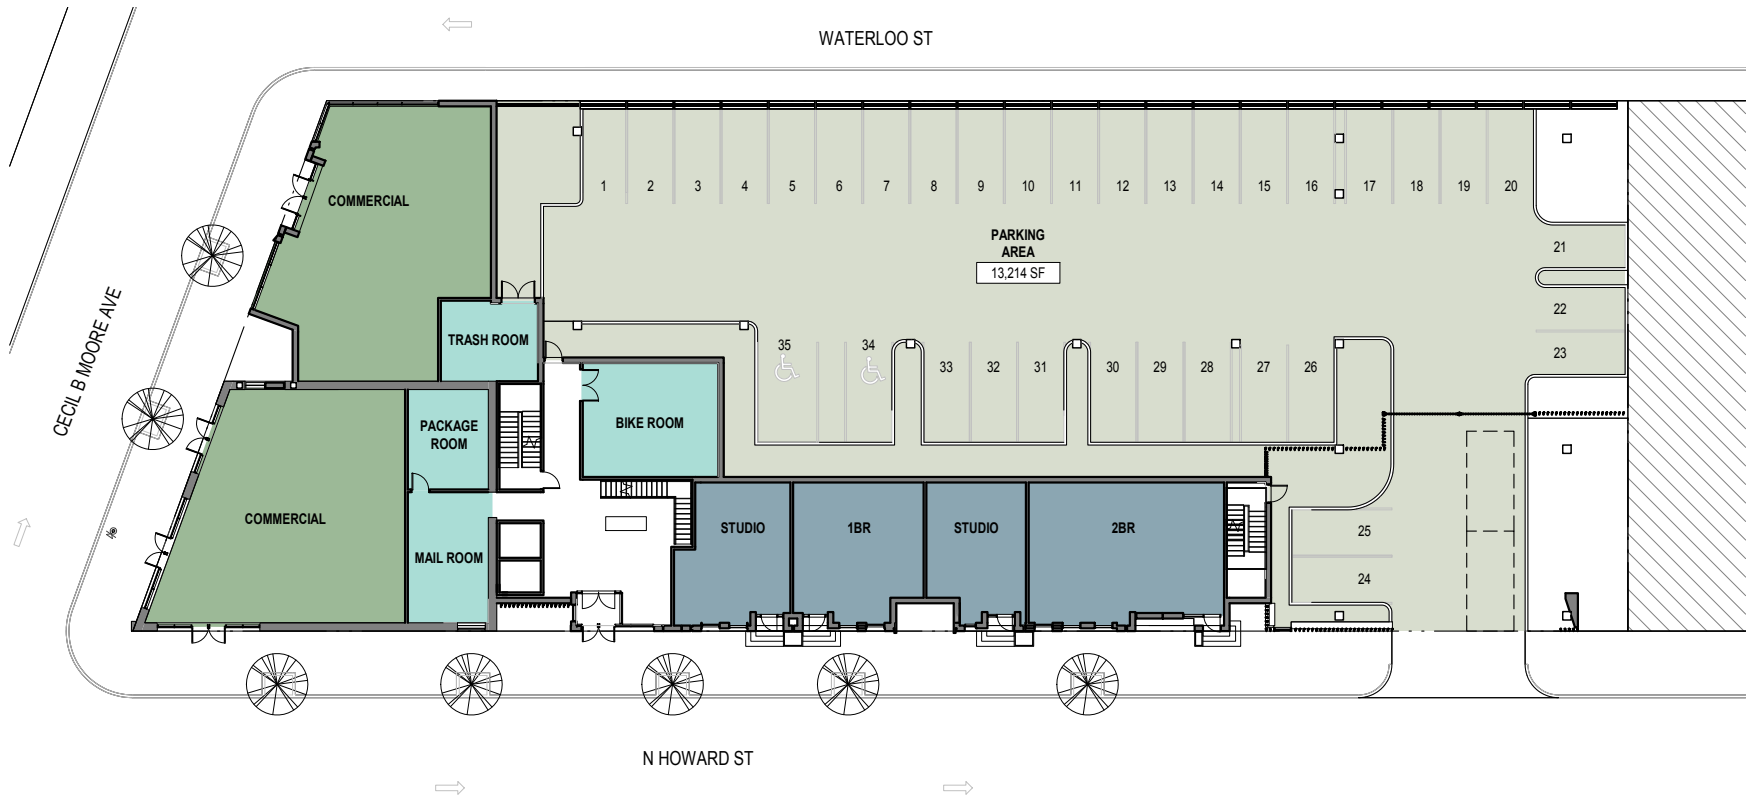 WATERLOO ST
COMMERCIAL
1 2 3 4 5 6 7 8 9 10 11 12 13 14 15 16 17 18 19 20
PARKING
AREA
13,214 SF
21
22
23
CECIL B MOORE AVE
TRASH ROOM
35 34
33 32 31 30 29 28 27 26
PACKAGE
ROOM
BIKE ROOM
COMMERCIAL
MAIL ROOM
STUDIO
1BR
STUDIO
2BR
25
24
N HOWARD ST